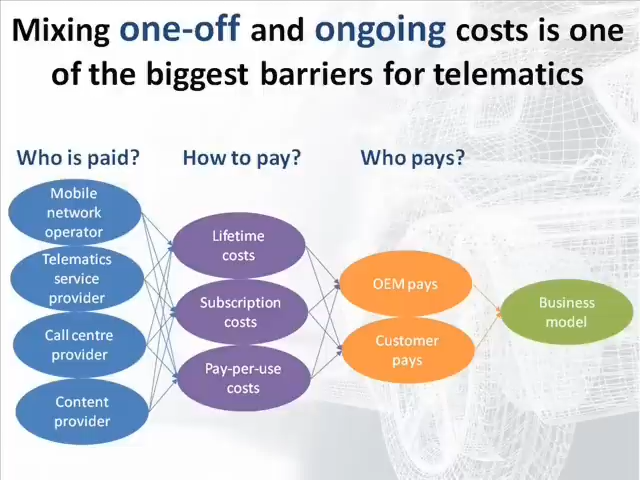 Mixing one-off and ongoing costs is one
of the biggest barriers for telematics
Who is paid?
How to pay?
Who pays?
Mobile
network
operator
Telematics
service
provider
Call centre
provider
Content
provider
Lifetime
costs
Subscription
costs
Pay-per-use
costs
OEM pays
Customer
pays
Business
model